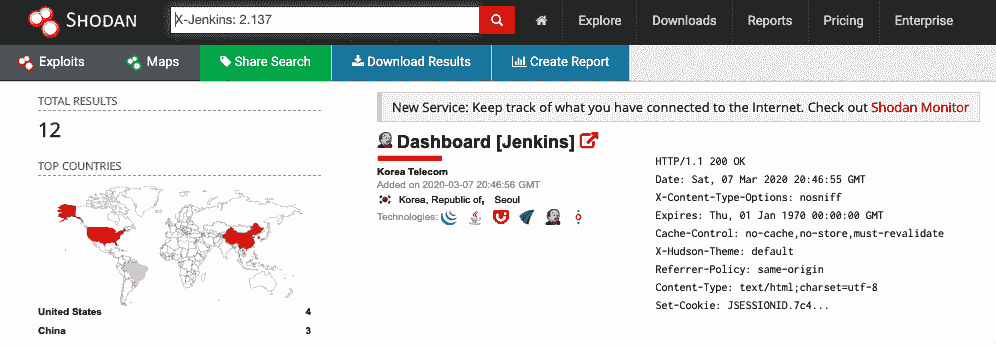 SHODAN
X-Jenkins: 2.137
Explore
Downloads
Reports
Pricing
Enterprise
Exploits
Maps
Share Search
Download Results
Create Report
TOTAL RESULTS
12
TOP COUNTRIES
United States 4
China 3
New Service: Keep track of what you have connected to the Internet. Check out Shodan Monitor
Dashboard [Jenkins]
Korea Telecom
Added on 2020-03-07 20:46:56 GMT
Korea, Republic of, Seoul
Technologies:
HTTP/1.1 200 OK
Date: Sat, 07 Mar 2020 20:46:55 GMT
X-Content-Type-Options: nosniff
Expires: Thu, 01 Jan 1970 00:00:00 GMT
Cache-Control: no-cache,no-store,must-revalidate
X-Hudson-Theme: default
Referrer-Policy: same-origin
Content-Type: text/html;charset=utf-8
Set-Cookie: JSESSIONID.7c4...